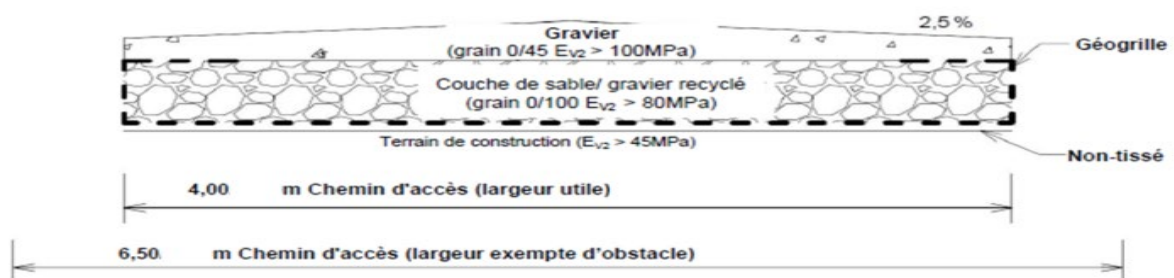 2,5 %
Gravier
(grain 0/45 EV2 > 100MPa)
Géogrille
Couche de sable/ gravier recyclé
(grain 0/100 EV2 > 80MPa)
Terrain de construction (EV2 > 45MPa)
Non-tissé
4,00 m Chemin d'accès (largeur utile)
6,50 m Chemin d'accès (largeur exempte d'obstacle)